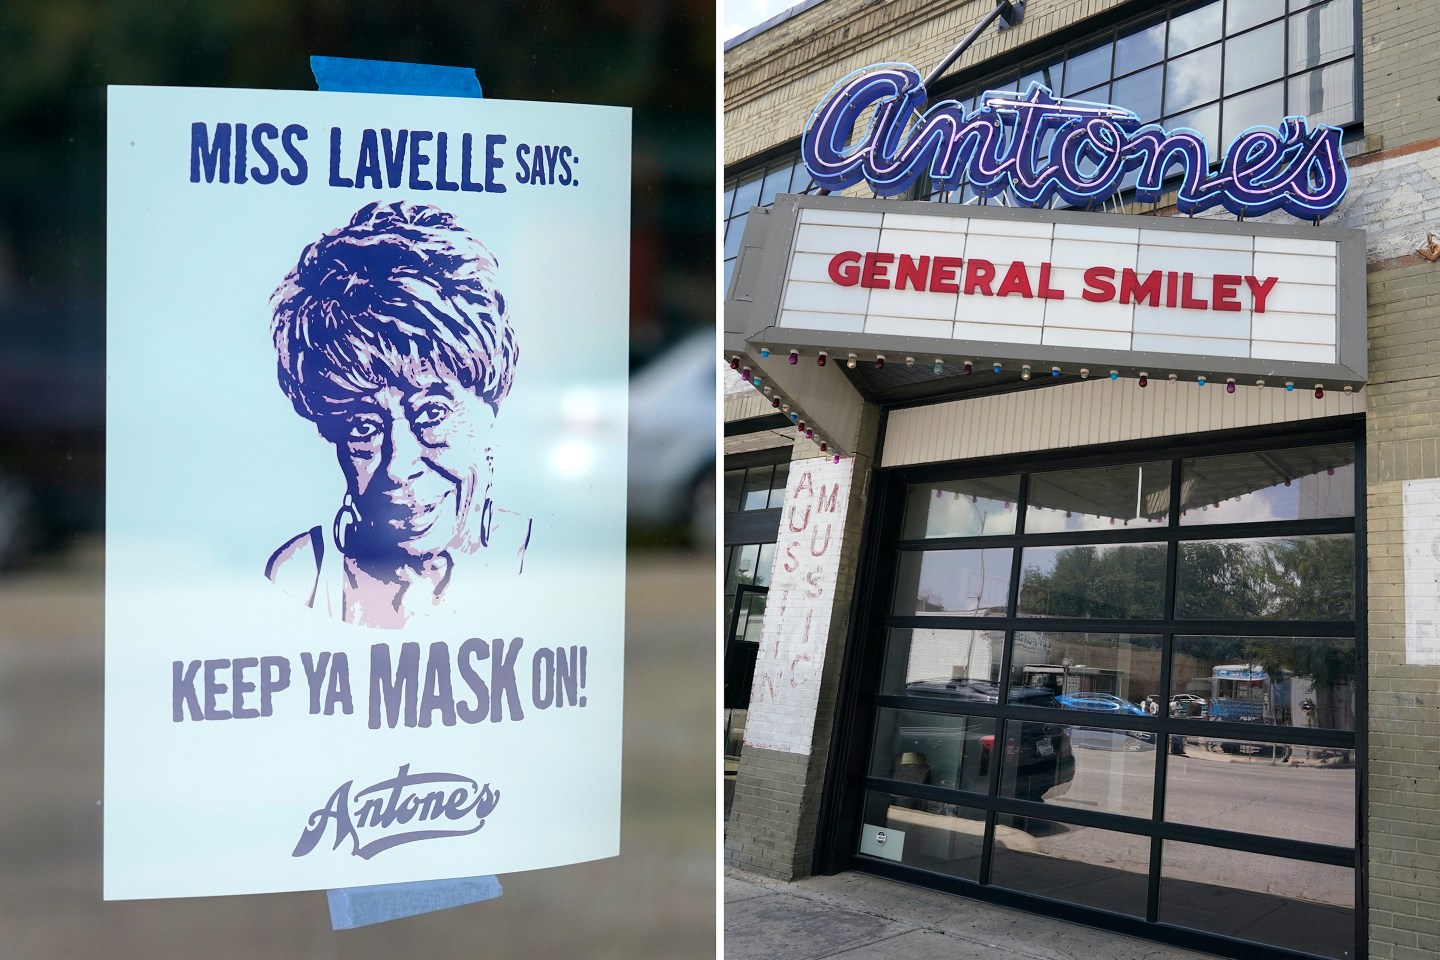 MISS LAVELLE SAYS:
KEEP YA MASK ON!
Antone's
Antone's
GENERAL SMILEY
AUSTIN
MUSIC